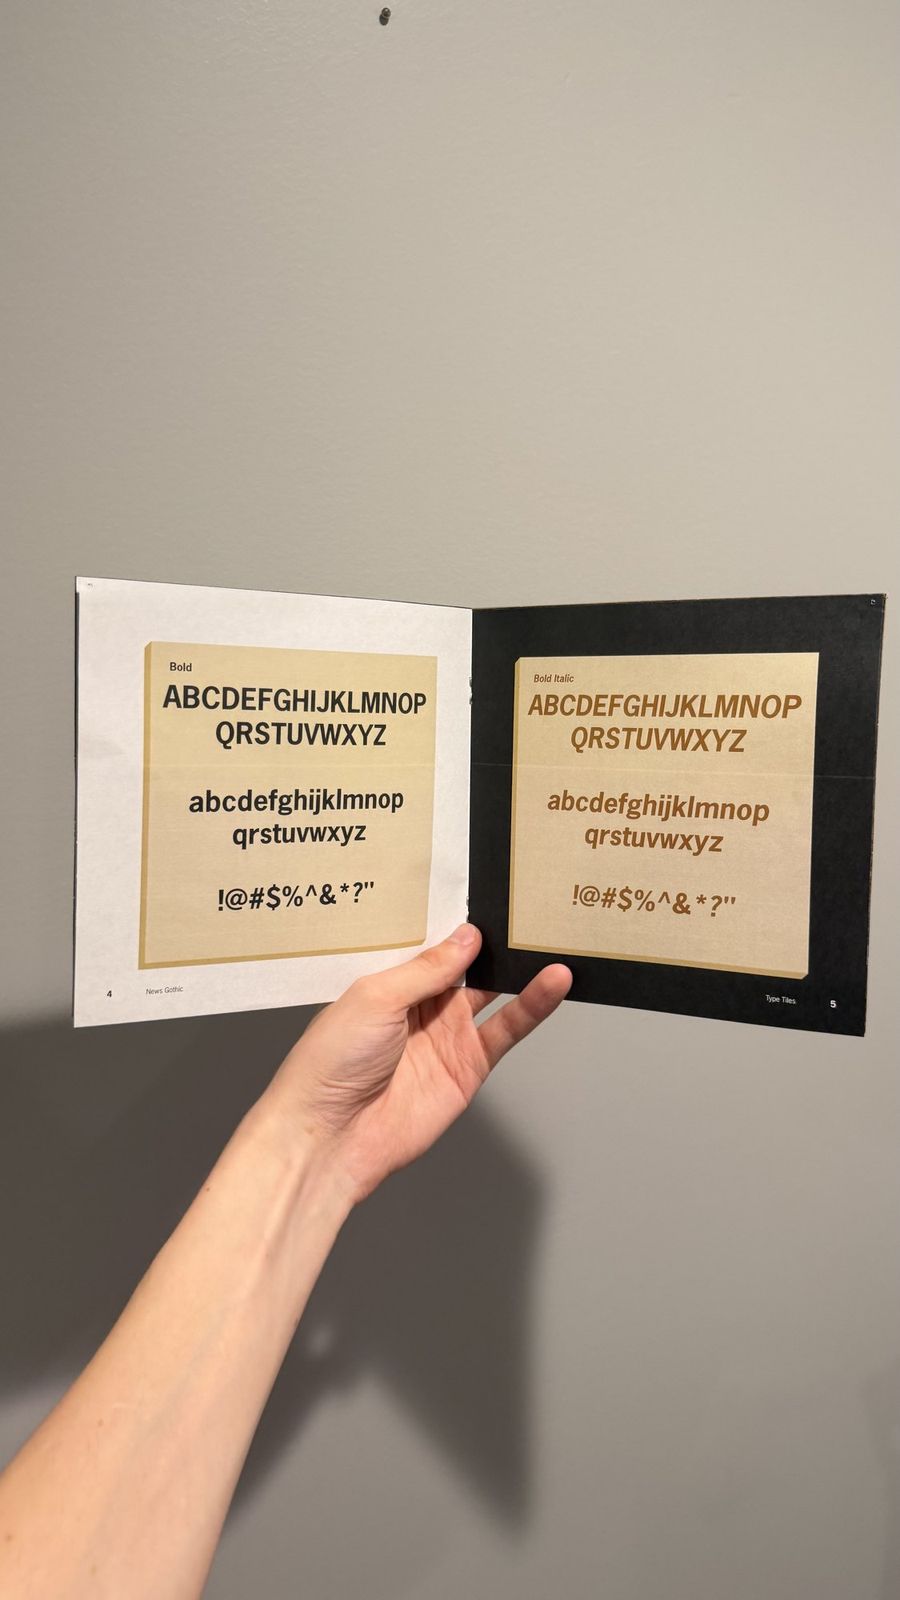 Bold
ABCDEFGHIJKLMNOP
QRSTUVWXYZ
abcdefghijklmnop
qrstuvwxyz
!@#$%^&*?"
4
News Gothic
Bold Italic
ABCDEFGHIJKLMNOP
QRSTUVWXYZ
abcdefghijklmnop
qrstuvwxyz
!@#$%^&*?"
Type Tiles
5